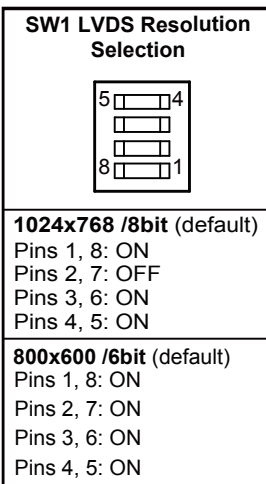 SW1 LVDS Resolution
Selection
5 4
8 1
1024x768 /8bit (default)
Pins 1, 8: ON
Pins 2, 7: OFF
Pins 3, 6: ON
Pins 4, 5: ON
800x600 /6bit (default)
Pins 1, 8: ON
Pins 2, 7: ON
Pins 3, 6: ON
Pins 4, 5: ON